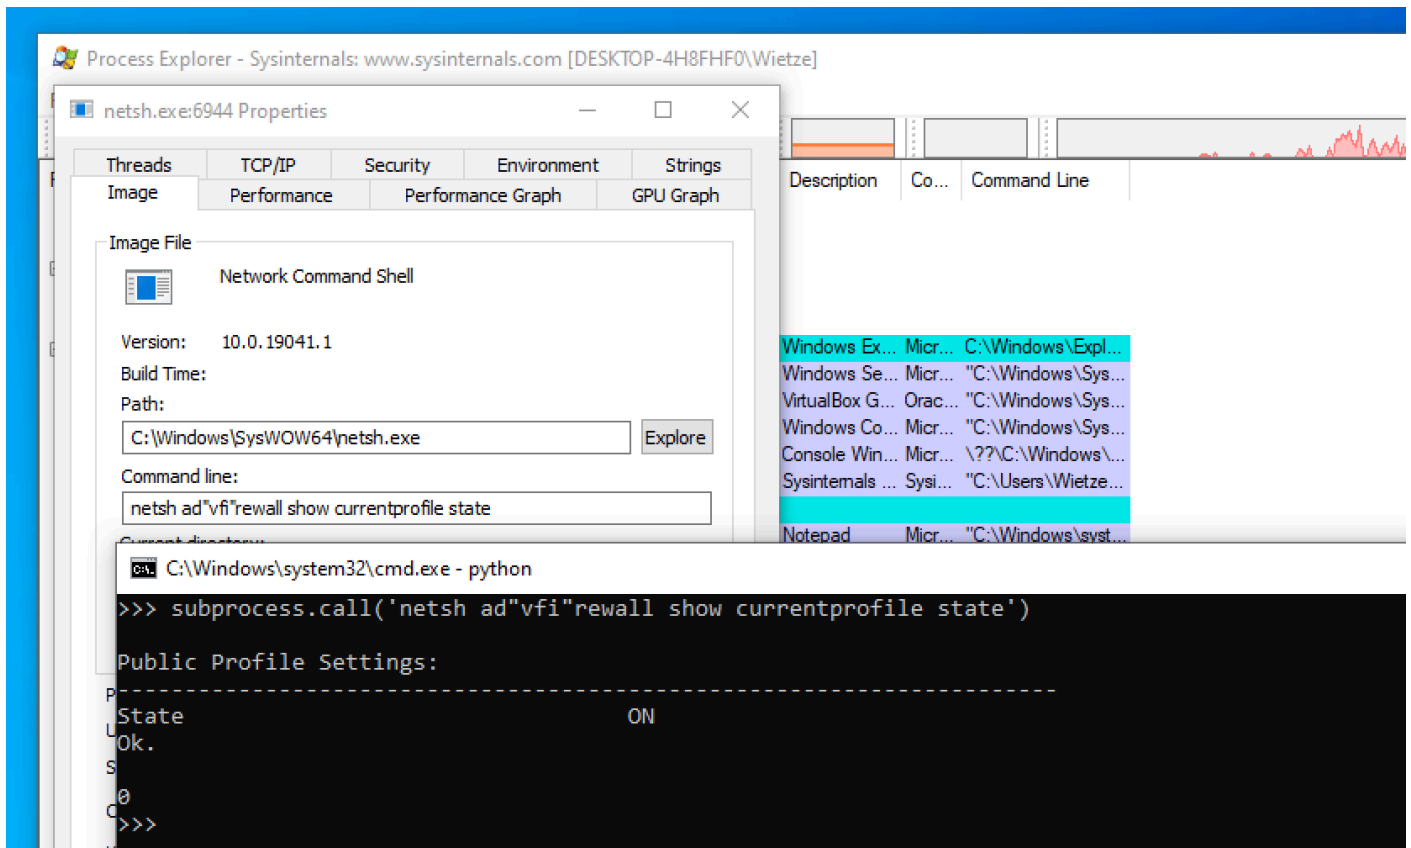 Process Explorer - Sysinternals: www.sysinternals.com [DESKTOP-4H8FHF0\Wietze]
netsh.exe:6944 Properties
Threads TCP/IP Security Environment Strings
Image Performance Performance Graph GPU Graph
Image File
Network Command Shell
Version: 10.0.19041.1
Build Time:
Path:
C:\Windows\SysWOW64\netsh.exe Explore
Command line:
netsh ad"vfi"rewall show currentprofile state
Current directory:
Description Co... Command Line
Windows Ex... Micr... C:\Windows\Expl...
Windows Se... Micr... "C:\Windows\Sys...
VirtualBox G... Orac... "C:\Windows\Sys...
Windows Co... Micr... "C:\Windows\Sys...
Console Win... Micr... \??\C:\Windows\...
Sysinternals ... Sysi... "C:\Users\Wietze...
Notepad Micr... "C:\Windows\syst...
C:\Windows\system32\cmd.exe - python
>>> subprocess.call('netsh ad"vfi"rewall show currentprofile state')
Public Profile Settings:
----------------------------------------------------------------------
State ON
Ok.
0
>>>